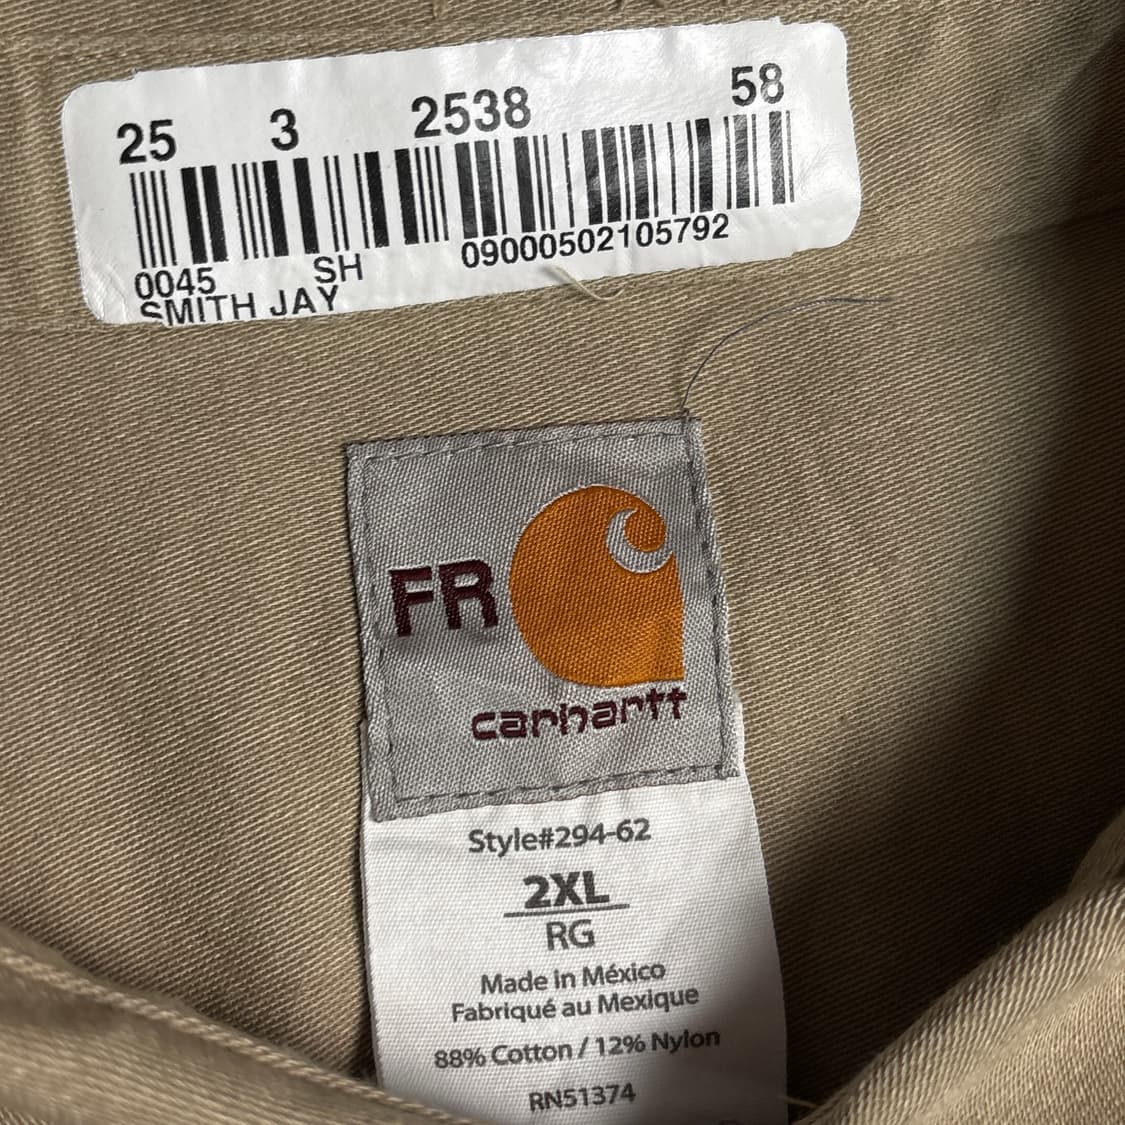 25 3 2538 58
0045 SH 09000502105792
SMITH JAY
FR
carhartt
Style#294-62
2XL
RG
Made in México
Fabriqué au Mexique
88% Cotton / 12% Nylon
RN51374